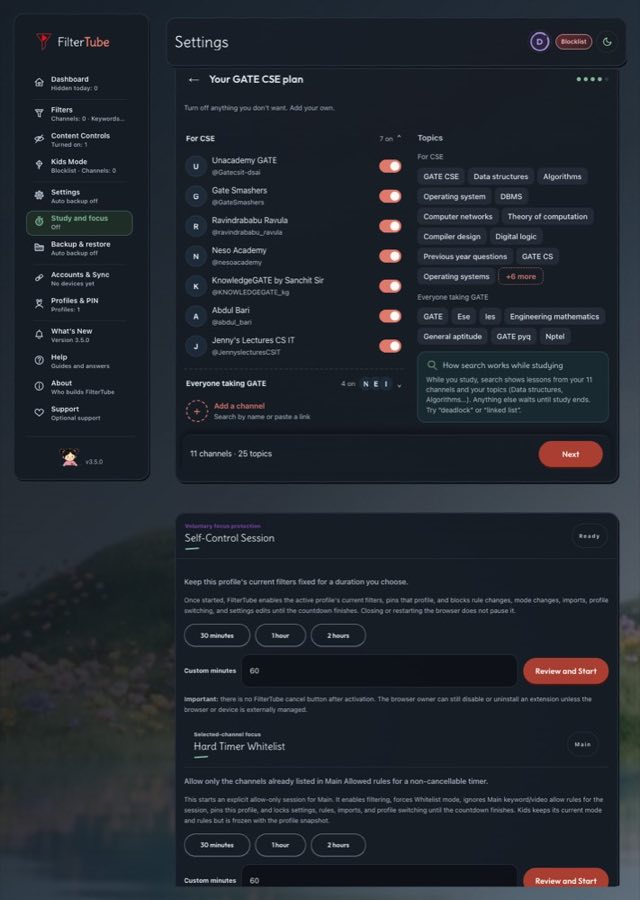 FilterTube
Dashboard
Hidden today: 0
Filters
Channels: 0 · Keywords...
Content Controls
Turned on: 1
Kids Mode
Blocklist · Channels: 0
Settings
Auto backup off
Study and focus
Off
Backup & restore
Auto backup off
Accounts & Sync
No devices yet
Profiles & PIN
Profiles: 1
What's New
Version 3.5.0
Help
Guides and answers
About
Who builds FilterTube
Support
Optional support
v3.5.0
Settings
D
Blocklist
← Your GATE CSE plan
Turn off anything you don't want. Add your own.
For CSE
7 on
U
Unacademy GATE
@Gatecsit-dsai
G
Gate Smashers
@GateSmashers
R
Ravindrababu Ravula
@ravindrababu_ravula
N
Neso Academy
@nesoacademy
K
KnowledgeGATE by Sanchit Sir
@KNOWLEDGEGATE_kg
A
Abdul Bari
@abdul_bari
J
Jenny's Lectures CS IT
@JennyslecturesCSIT
Everyone taking GATE
4 on
N E I
+
Add a channel
Search by name or paste a link
Topics
For CSE
GATE CSE Data structures Algorithms
Operating system DBMS
Computer networks Theory of computation
Compiler design Digital logic
Previous year questions GATE CS
Operating systems +6 more
Everyone taking GATE
GATE Ese Ies Engineering mathematics
General aptitude GATE pyq Nptel
How search works while studying
While you study, search shows lessons from your 11
channels and your topics (Data structures,
Algorithms...). Anything else waits until study ends.
Try "deadlock" or "linked list".
11 channels · 25 topics
Next
Voluntary focus protection
Self-Control Session
Ready
Keep this profile's current filters fixed for a duration you choose.
Once started, FilterTube enables the active profile's current filters, pins that profile, and blocks rule changes, mode changes, imports, profile
switching, and settings edits until the countdown finishes. Closing or restarting the browser does not pause it.
30 minutes 1 hour 2 hours
Custom minutes 60 Review and Start
Important: there is no FilterTube cancel button after activation. The browser owner can still disable or uninstall an extension unless the
browser or device is externally managed.
Selected-channel focus
Hard Timer Whitelist
Main
Allow only the channels already listed in Main Allowed rules for a non-cancellable timer.
This starts an explicit allow-only session for Main. It enables filtering, forces Whitelist mode, ignores Main keyword/video allow rules for the
session, pins this profile, and locks settings, rules, imports, and profile switching until the countdown finishes. Kids keeps its current mode
and rules but is frozen with the profile snapshot.
30 minutes 1 hour 2 hours
Custom minutes 60 Review and Start